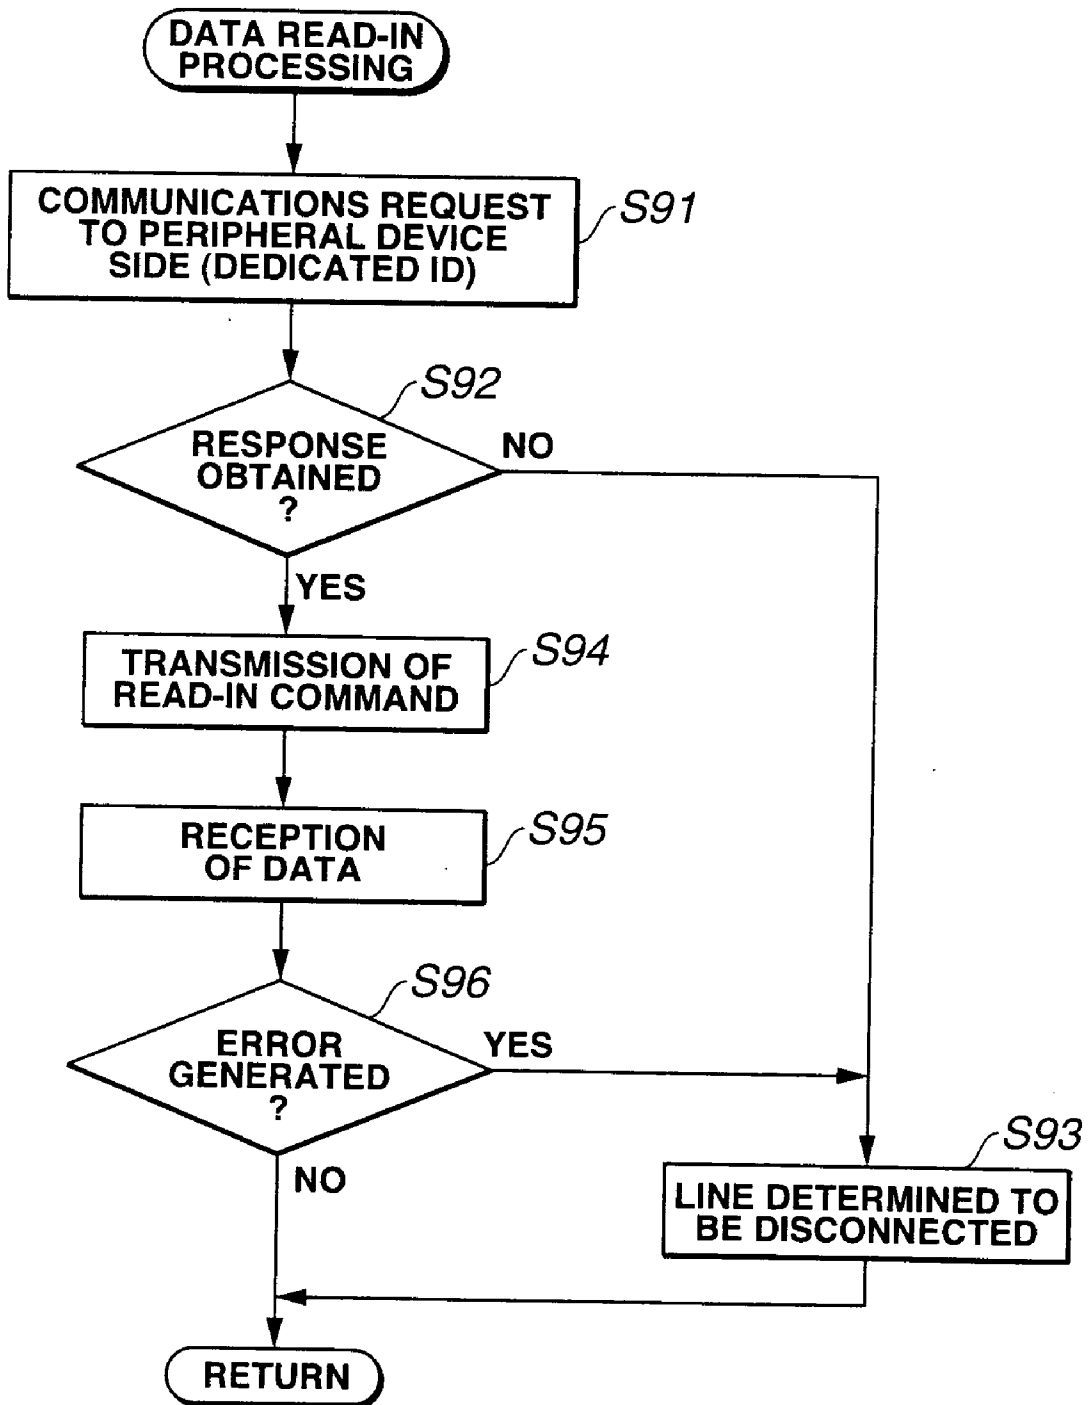 DATA READ-IN
PROCESSING
COMMUNICATIONS REQUEST
TO PERIPHERAL DEVICE
SIDE (DEDICATED ID)
S91
S92
RESPONSE
OBTAINED
?
NO
YES
TRANSMISSION OF
READ-IN COMMAND
S94
RECEPTION
OF DATA
S95
S96
ERROR
GENERATED
?
YES
NO
S93
LINE DETERMINED TO
BE DISCONNECTED
RETURN